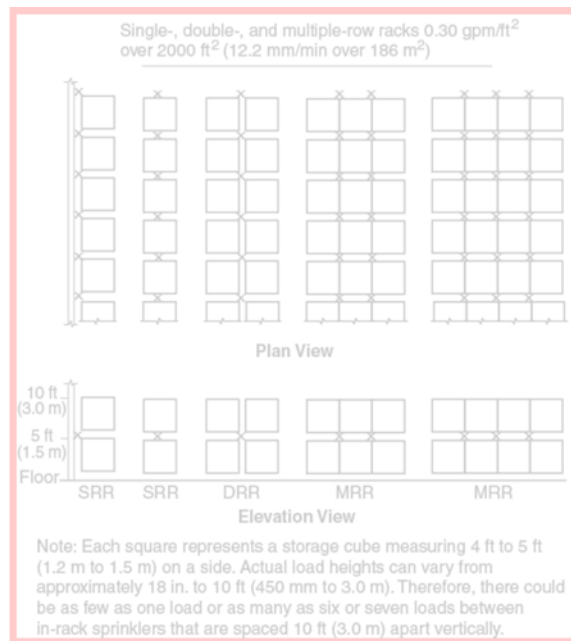 Single-, double-, and multiple-row racks 0.30 gpm/ft²
over 2000 ft² (12.2 mm/min over 186 m²)
Plan View
10 ft
(3.0 m)
5 ft
(1.5 m)
Floor
SRR SRR DRR MRR MRR
Elevation View
Note: Each square represents a storage cube measuring 4 ft to 5 ft
(1.2 m to 1.5 m) on a side. Actual load heights can vary from
approximately 18 in. to 10 ft (450 mm to 3.0 m). Therefore, there could
be as few as one load or as many as six or seven loads between
in-rack sprinklers that are spaced 10 ft (3.0 m) apart vertically.